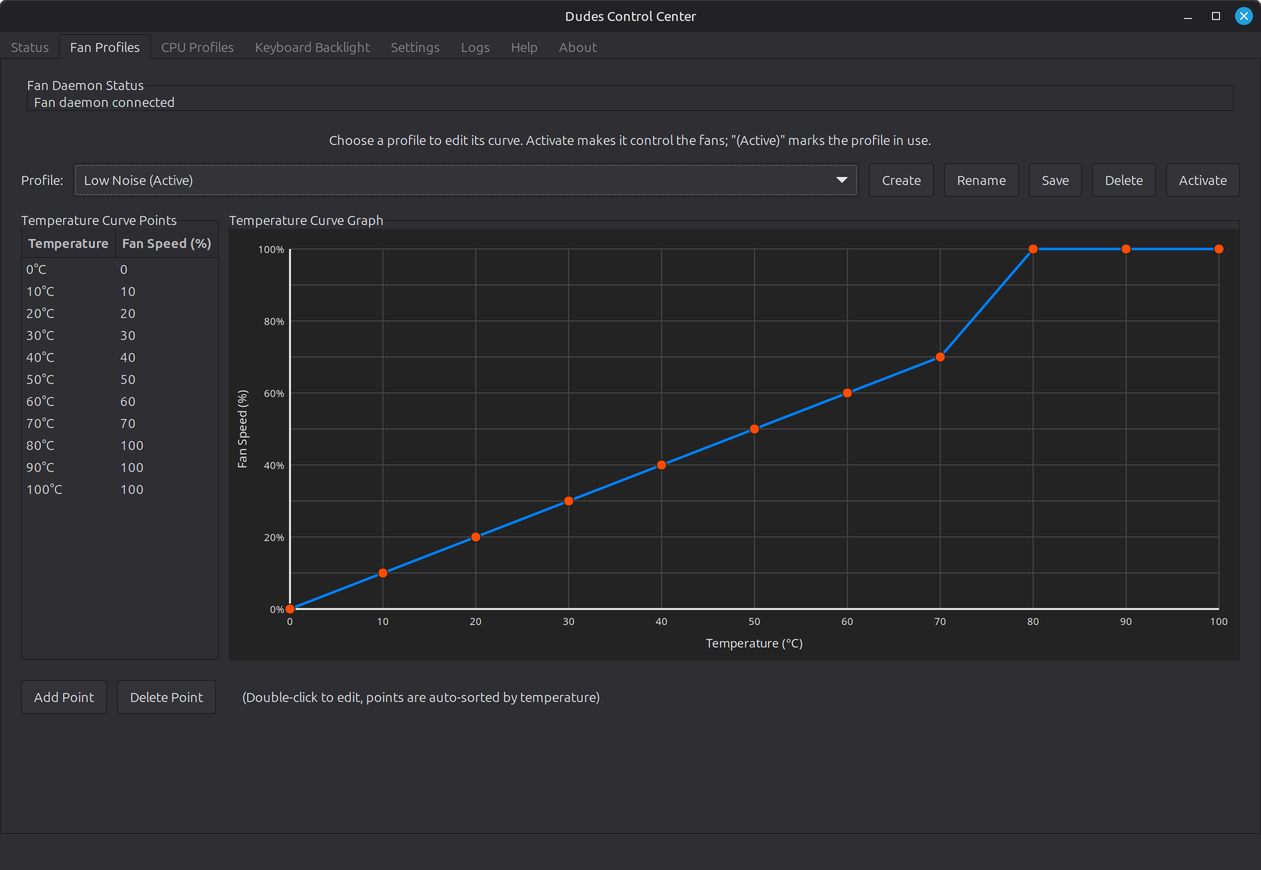 Dudes Control Center
Status Fan Profiles CPU Profiles Keyboard Backlight Settings Logs Help About
Fan Daemon Status
Fan daemon connected
Choose a profile to edit its curve. Activate makes it control the fans; "(Active)" marks the profile in use.
Profile: Low Noise (Active) Create Rename Save Delete Activate
Temperature Curve Points
Temperature Fan Speed (%)
0°C 0
10°C 10
20°C 20
30°C 30
40°C 40
50°C 50
60°C 60
70°C 70
80°C 100
90°C 100
100°C 100
Temperature Curve Graph
100%
80%
60%
40%
20%
0%
Fan Speed (%)
0 10 20 30 40 50 60 70 80 90 100
Temperature (°C)
Add Point Delete Point (Double-click to edit, points are auto-sorted by temperature)